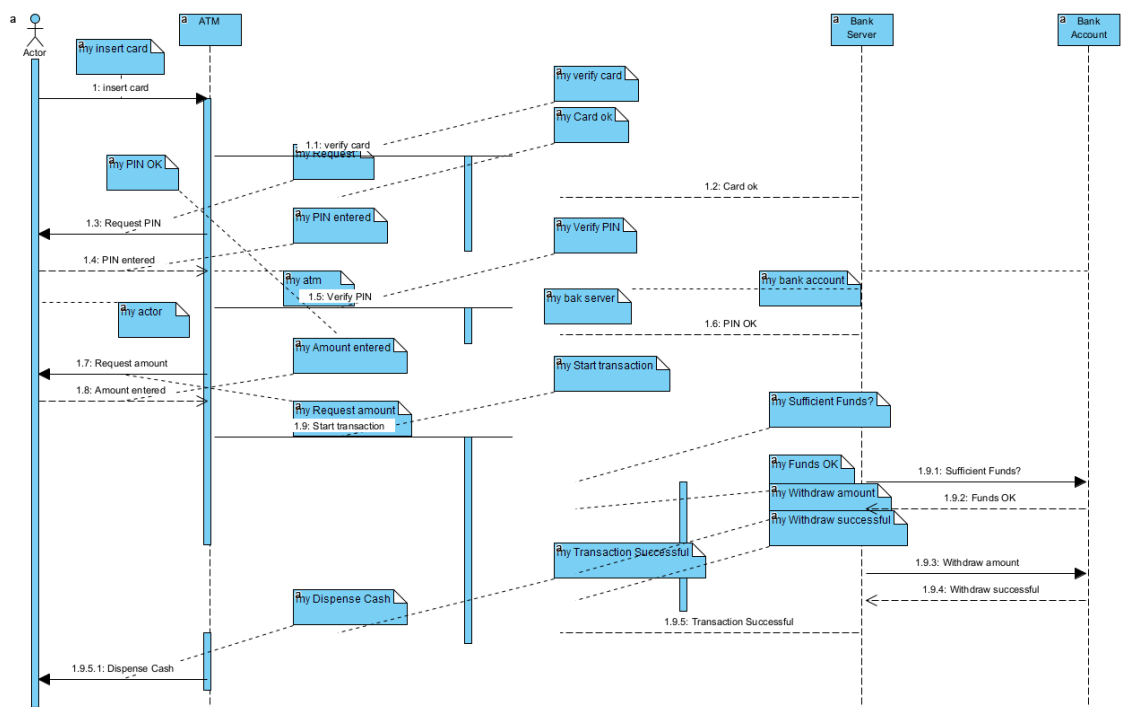 a
Actor
a ATM
a Bank
Server
a Bank
Account
a
my insert card
1: insert card
a
my verify card
a
my Card ok
1.1: verify card
my Request
a
my PIN OK
1.2: Card ok
a
my PIN entered
1.3: Request PIN
a
my Verify PIN
1.4: PIN entered
a
my atm
a
my bank account
1.5: Verify PIN
a
my bak server
a
my actor
1.6: PIN OK
a
my Amount entered
1.7: Request amount
a
my Start transaction
1.8: Amount entered
a
my Request amount
a
my Sufficient Funds?
1.9: Start transaction
a
my Funds OK
1.9.1: Sufficient Funds?
a
my Withdraw amount
1.9.2: Funds OK
a
my Withdraw successful
a
my Transaction Successful
1.9.3: Withdraw amount
1.9.4: Withdraw successful
a
my Dispense Cash
1.9.5: Transaction Successful
1.9.5.1: Dispense Cash